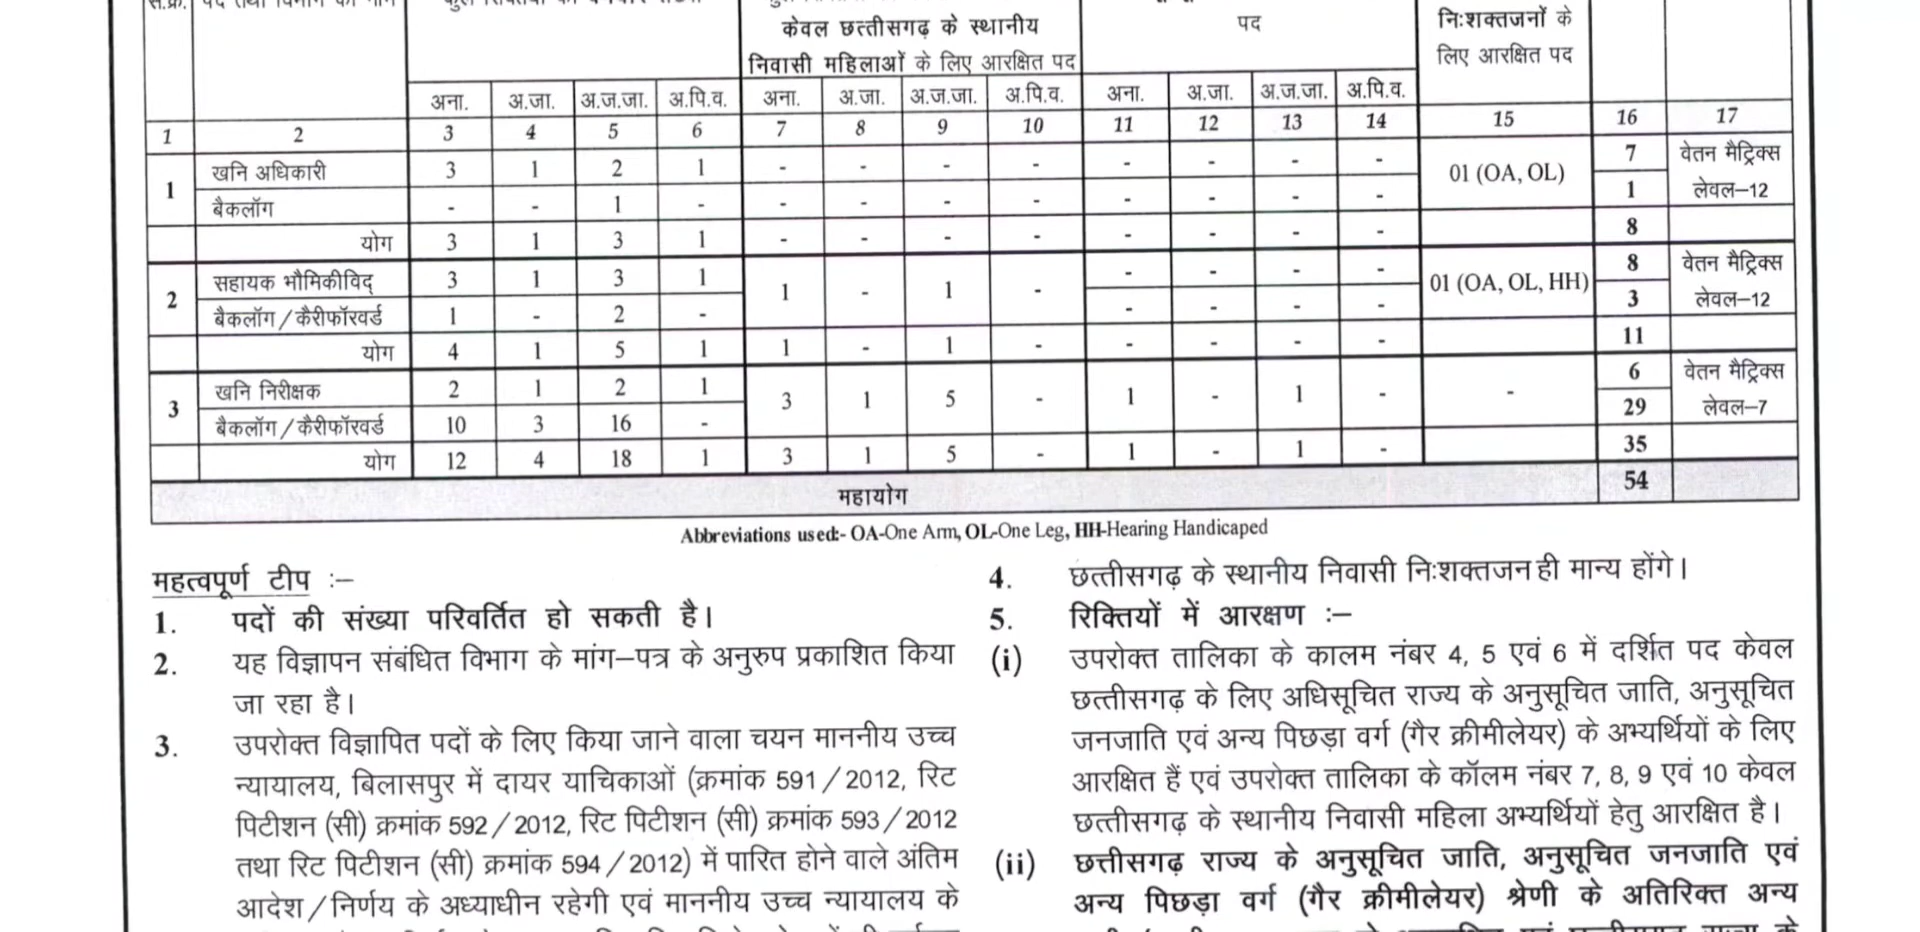 केवल छत्तीसगढ़ के स्थानीय
निवासी महिलाओं के लिए आरक्षित पद
पद
निःशक्तजनों के
लिए आरक्षित पद
अना. अ.जा. अ.ज.जा. अ.पि.व. अना. अ.जा. अ.ज.जा. अ.पि.व. अना. अ.जा. अ.ज.जा. अ.पि.व.
1 2 3 4 5 6 7 8 9 10 11 12 13 14 15 16 17
1 खनि अधिकारी 3 1 2 1 - - - - - - - - 01 (OA, OL) 7 वेतन मैट्रिक्स
बैकलॉग - - 1 - - - - - - - - - 1 लेवल–12
योग 3 1 3 1 - - - - - - - - 8
2 सहायक भौमिकीविद् 3 1 3 1 1 - 1 - - - - - 01 (OA, OL, HH) 8 वेतन मैट्रिक्स
बैकलॉग/कैरीफॉरवर्ड 1 - 2 - - - - - 3 लेवल–12
योग 4 1 5 1 1 - 1 - - - - - 11
3 खनि निरीक्षक 2 1 2 1 3 1 5 - 1 - 1 - - 6 वेतन मैट्रिक्स
बैकलॉग/कैरीफॉरवर्ड 10 3 16 - 29 लेवल–7
योग 12 4 18 1 3 1 5 - 1 - 1 - 35
महायोग 54
Abbreviations used:- OA-One Arm, OL-One Leg, HH-Hearing Handicaped
महत्वपूर्ण टीप :–
1. पदों की संख्या परिवर्तित हो सकती है।
2. यह विज्ञापन संबंधित विभाग के मांग–पत्र के अनुरुप प्रकाशित किया
जा रहा है।
3. उपरोक्त विज्ञापित पदों के लिए किया जाने वाला चयन माननीय उच्च
न्यायालय, बिलासपुर में दायर याचिकाओं (क्रमांक 591/2012, रिट
पिटीशन (सी) क्रमांक 592/2012, रिट पिटीशन (सी) क्रमांक 593/2012
तथा रिट पिटीशन (सी) क्रमांक 594/2012) में पारित होने वाले अंतिम
आदेश/निर्णय के अध्याधीन रहेगी एवं माननीय उच्च न्यायालय के
4. छत्तीसगढ़ के स्थानीय निवासी निःशक्तजन ही मान्य होंगे।
5. रिक्तियों में आरक्षण :–
(i) उपरोक्त तालिका के कालम नंबर 4, 5 एवं 6 में दर्शित पद केवल
छत्तीसगढ़ के लिए अधिसूचित राज्य के अनुसूचित जाति, अनुसूचित
जनजाति एवं अन्य पिछड़ा वर्ग (गैर क्रीमीलेयर) के अभ्यर्थियों के लिए
आरक्षित हैं एवं उपरोक्त तालिका के कॉलम नंबर 7, 8, 9 एवं 10 केवल
छत्तीसगढ़ के स्थानीय निवासी महिला अभ्यर्थियों हेतु आरक्षित है।
(ii) छत्तीसगढ़ राज्य के अनुसूचित जाति, अनुसूचित जनजाति एवं
अन्य पिछड़ा वर्ग (गैर क्रीमीलेयर) श्रेणी के अतिरिक्त अन्य